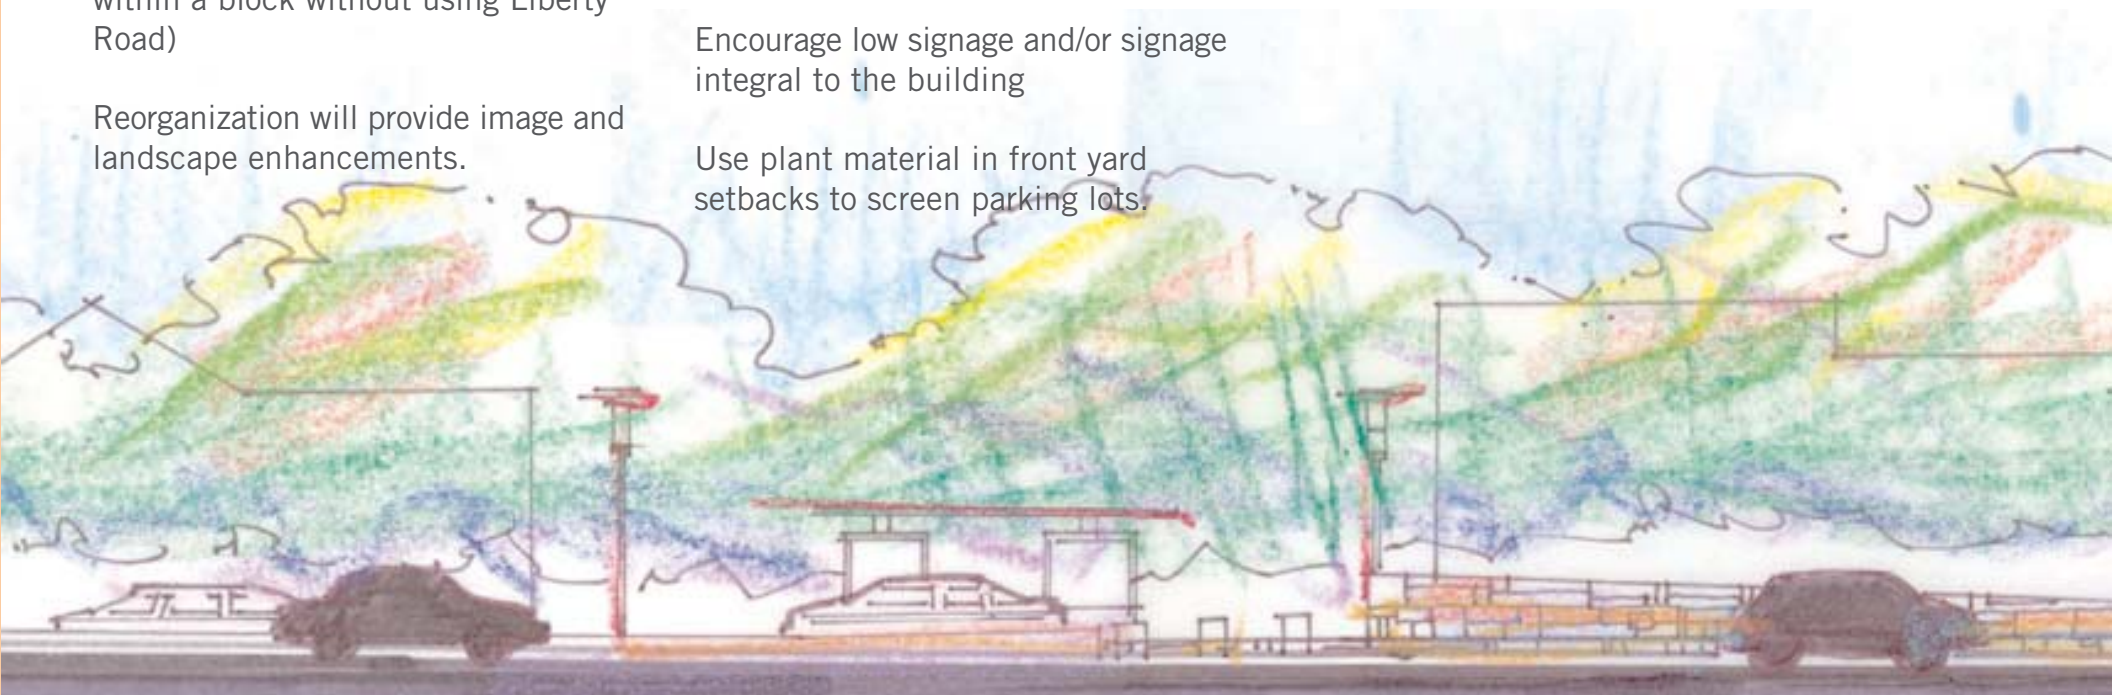 within a block without using Liberty
Road)
Reorganization will provide image and
landscape enhancements.
Encourage low signage and/or signage
integral to the building
Use plant material in front yard
setbacks to screen parking lots.